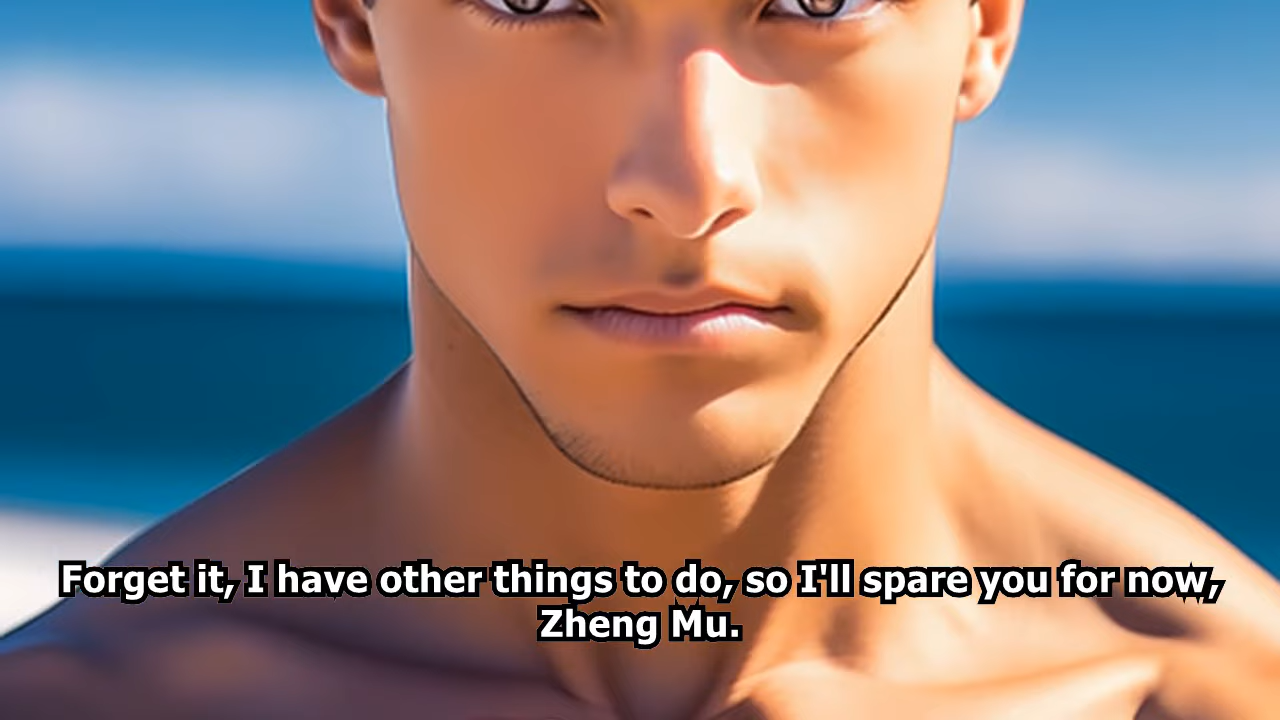 Forget it, I have other things to do, so I'll spare you for now,
Zheng Mu.